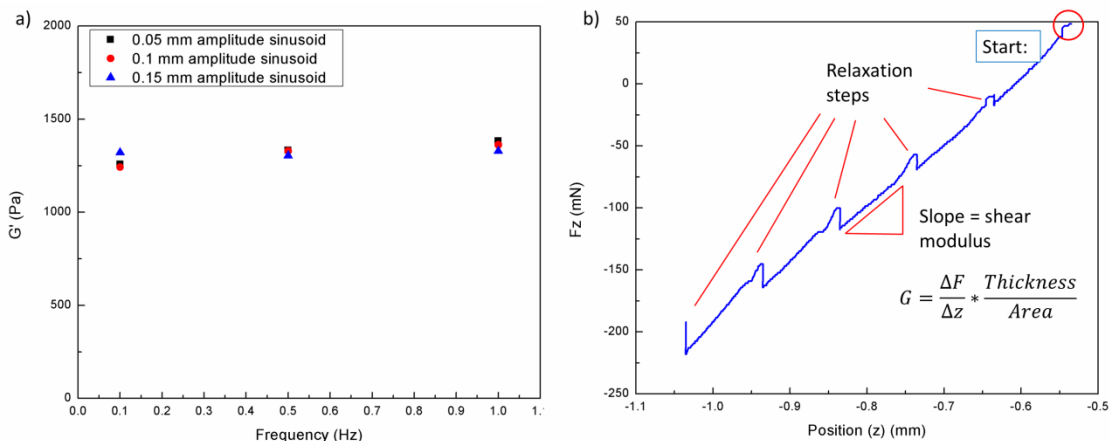 a)
2000
1500
1000
500
0
0.05 mm amplitude sinusoid
0.1 mm amplitude sinusoid
0.15 mm amplitude sinusoid
G' (Pa)
0.0 0.1 0.2 0.3 0.4 0.5 0.6 0.7 0.8 0.9 1.0 1.
Frequency (Hz)
b)
50
0
-50
-100
-150
-200
-250
Fz (mN)
Start:
Relaxation
steps
Slope = shear
modulus
G = ΔF/Δz * Thickness/Area
-1.1 -1.0 -0.9 -0.8 -0.7 -0.6 -0.5
Position (z) (mm)